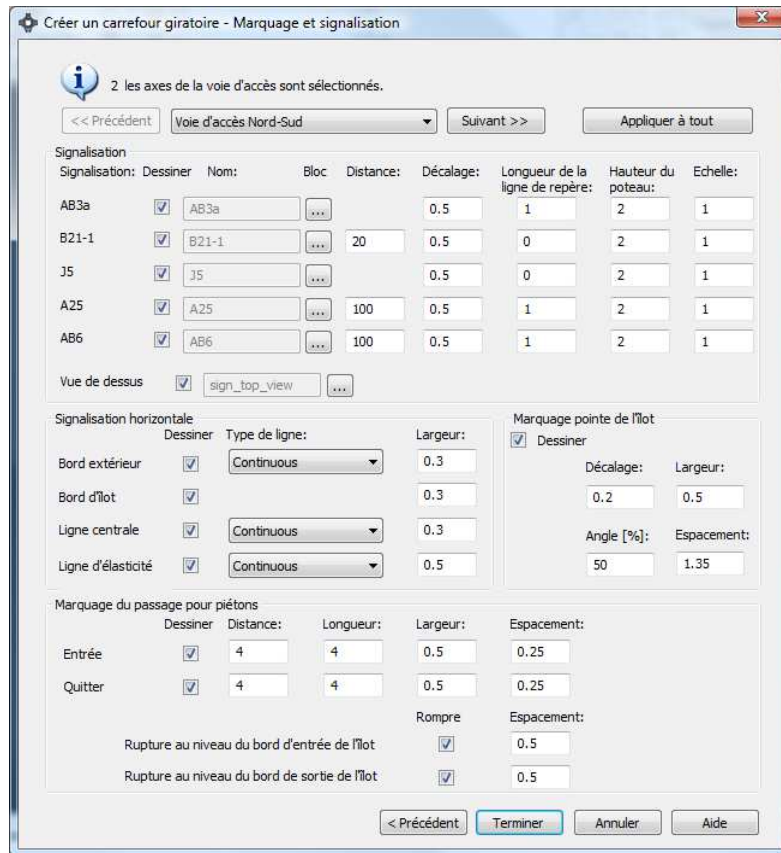 Créer un carrefour giratoire - Marquage et signalisation
2 les axes de la voie d'accès sont sélectionnés.
<< Précédent Voie d'accès Nord-Sud Suivant >> Appliquer à tout
Signalisation
Signalisation: Dessiner Nom: Bloc Distance: Décalage: Longueur de la ligne de repère: Hauteur du poteau: Echelle:
AB3a AB3a ... 0.5 1 2 1
B21-1 B21-1 ... 20 0.5 0 2 1
J5 J5 ... 0.5 0 2 1
A25 A25 ... 100 0.5 1 2 1
AB6 AB6 ... 100 0.5 1 2 1
Vue de dessus sign_top_view ...
Signalisation horizontale
Dessiner Type de ligne: Largeur:
Bord extérieur Continuous 0.3
Bord d'îlot 0.3
Ligne centrale Continuous 0.3
Ligne d'élasticité Continuous 0.5
Marquage pointe de l'îlot
Dessiner
Décalage: Largeur:
0.2 0.5
Angle [%]: Espacement:
50 1.35
Marquage du passage pour piétons
Dessiner Distance: Longueur: Largeur: Espacement:
Entrée 4 4 0.5 0.25
Quitter 4 4 0.5 0.25
Rompre Espacement:
Rupture au niveau du bord d'entrée de l'îlot 0.5
Rupture au niveau du bord de sortie de l'îlot 0.5
< Précédent Terminer Annuler Aide